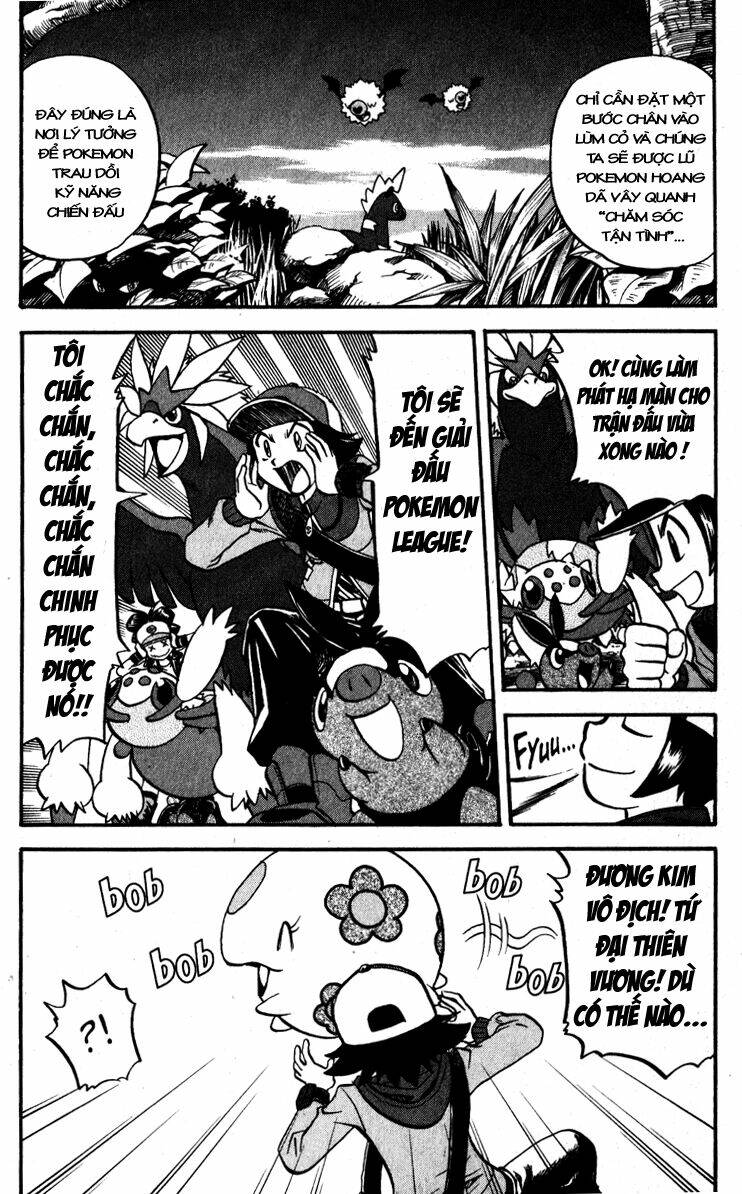 CHỈ CẦN ĐẶT MỘT
BƯỚC CHÂN VÀO
LÙM CỎ VÀ CHÚNG
TA SẼ ĐƯỢC LŨ
POKEMON HOANG
DÃ VÂY QUANH
“CHĂM SÓC
TẬN TÌNH”...
ĐÂY ĐÚNG LÀ
NƠI LÝ TƯỞNG
ĐỂ POKEMON
TRAU DỒI
KỸ NĂNG
CHIẾN ĐẤU
OK! CÙNG LÀM
PHÁT HẠ MÀN CHO
TRẬN ĐẤU VỪA
XONG NÀO !
Fyuu...
TÔI SẼ
ĐẾN GIẢI
ĐẤU
POKEMON
LEAGUE!
TÔI
CHẮC
CHẮN,
CHẮC
CHẮN,
CHẮC
CHẮN
CHINH
PHỤC
ĐƯỢC
NÓ!!
ĐƯƠNG KIM
VÔ ĐỊCH! TỨ
ĐẠI THIÊN
VƯƠNG! DÙ
CÓ THẾ NÀO...
bob
bob
bob
bob
?!